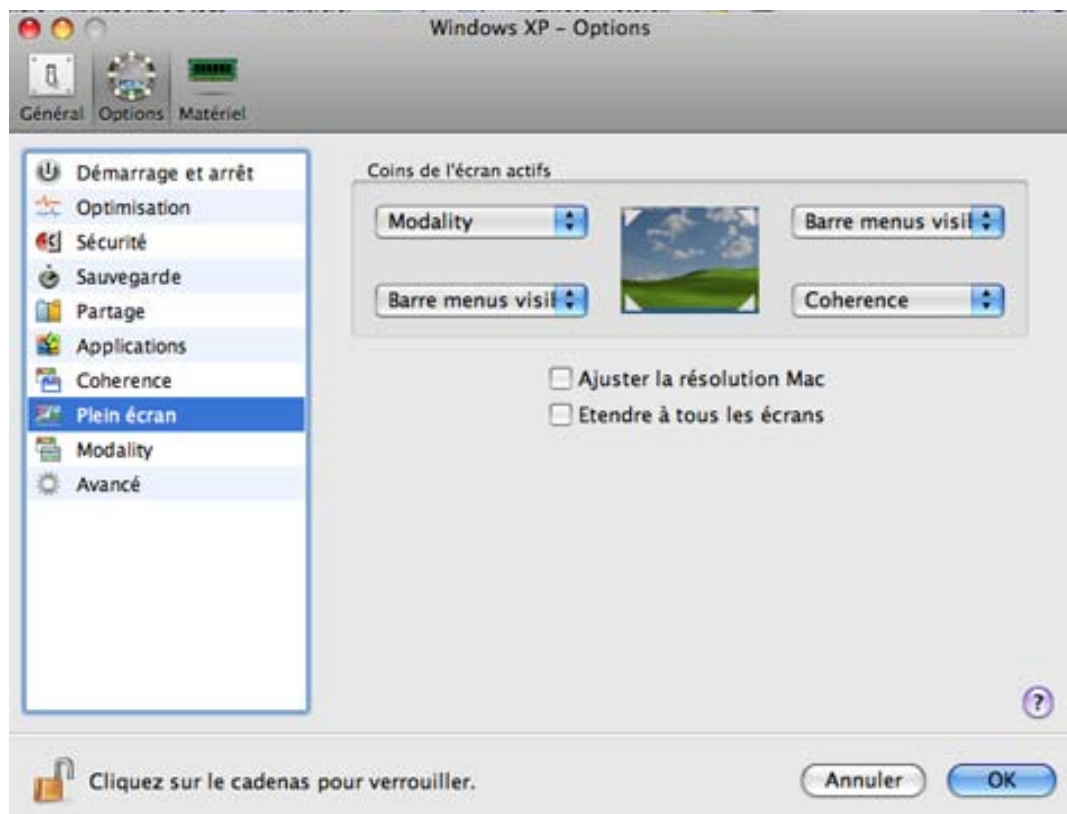 Windows XP – Options
Général Options Matériel
Démarrage et arrêt
Optimisation
Sécurité
Sauvegarde
Partage
Applications
Coherence
Plein écran
Modality
Avancé
Coins de l'écran actifs
Modality
Barre menus visil
Barre menus visil
Coherence
Ajuster la résolution Mac
Etendre à tous les écrans
?
Cliquez sur le cadenas pour verrouiller.
Annuler
OK